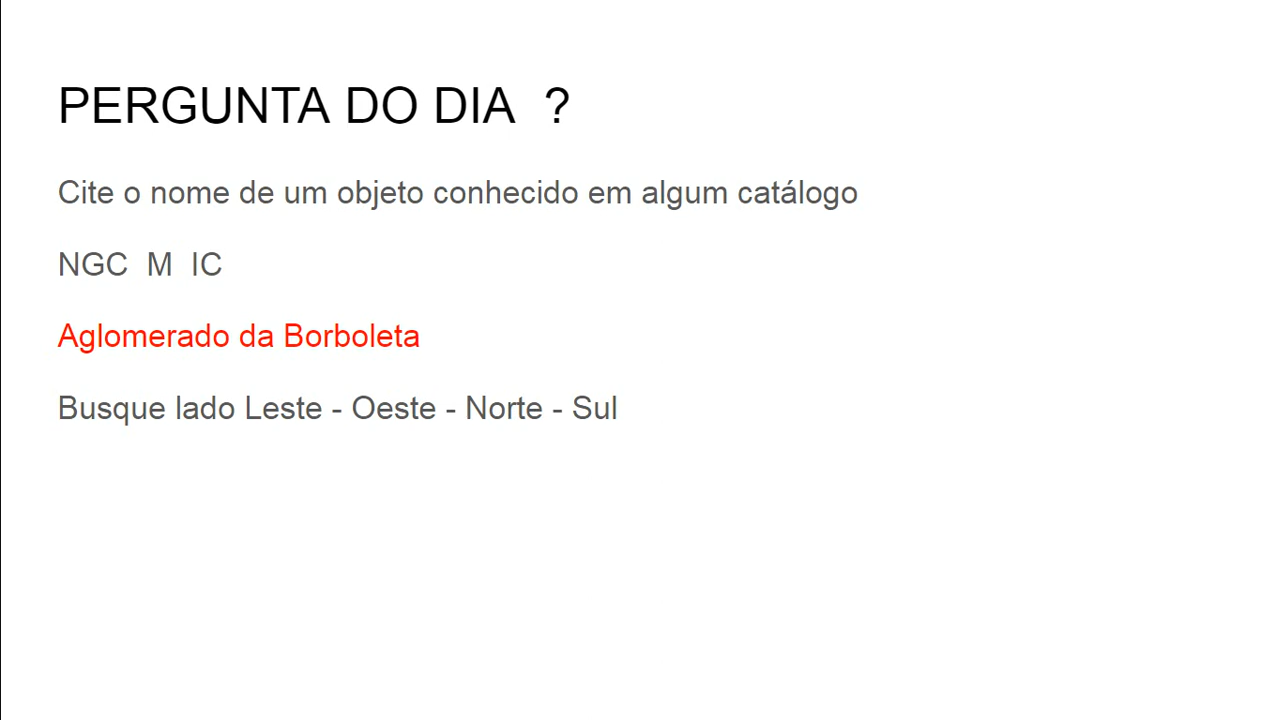 PERGUNTA DO DIA ?
Cite o nome de um objeto conhecido em algum catálogo
NGC M IC
Aglomerado da Borboleta
Busque lado Leste - Oeste - Norte - Sul